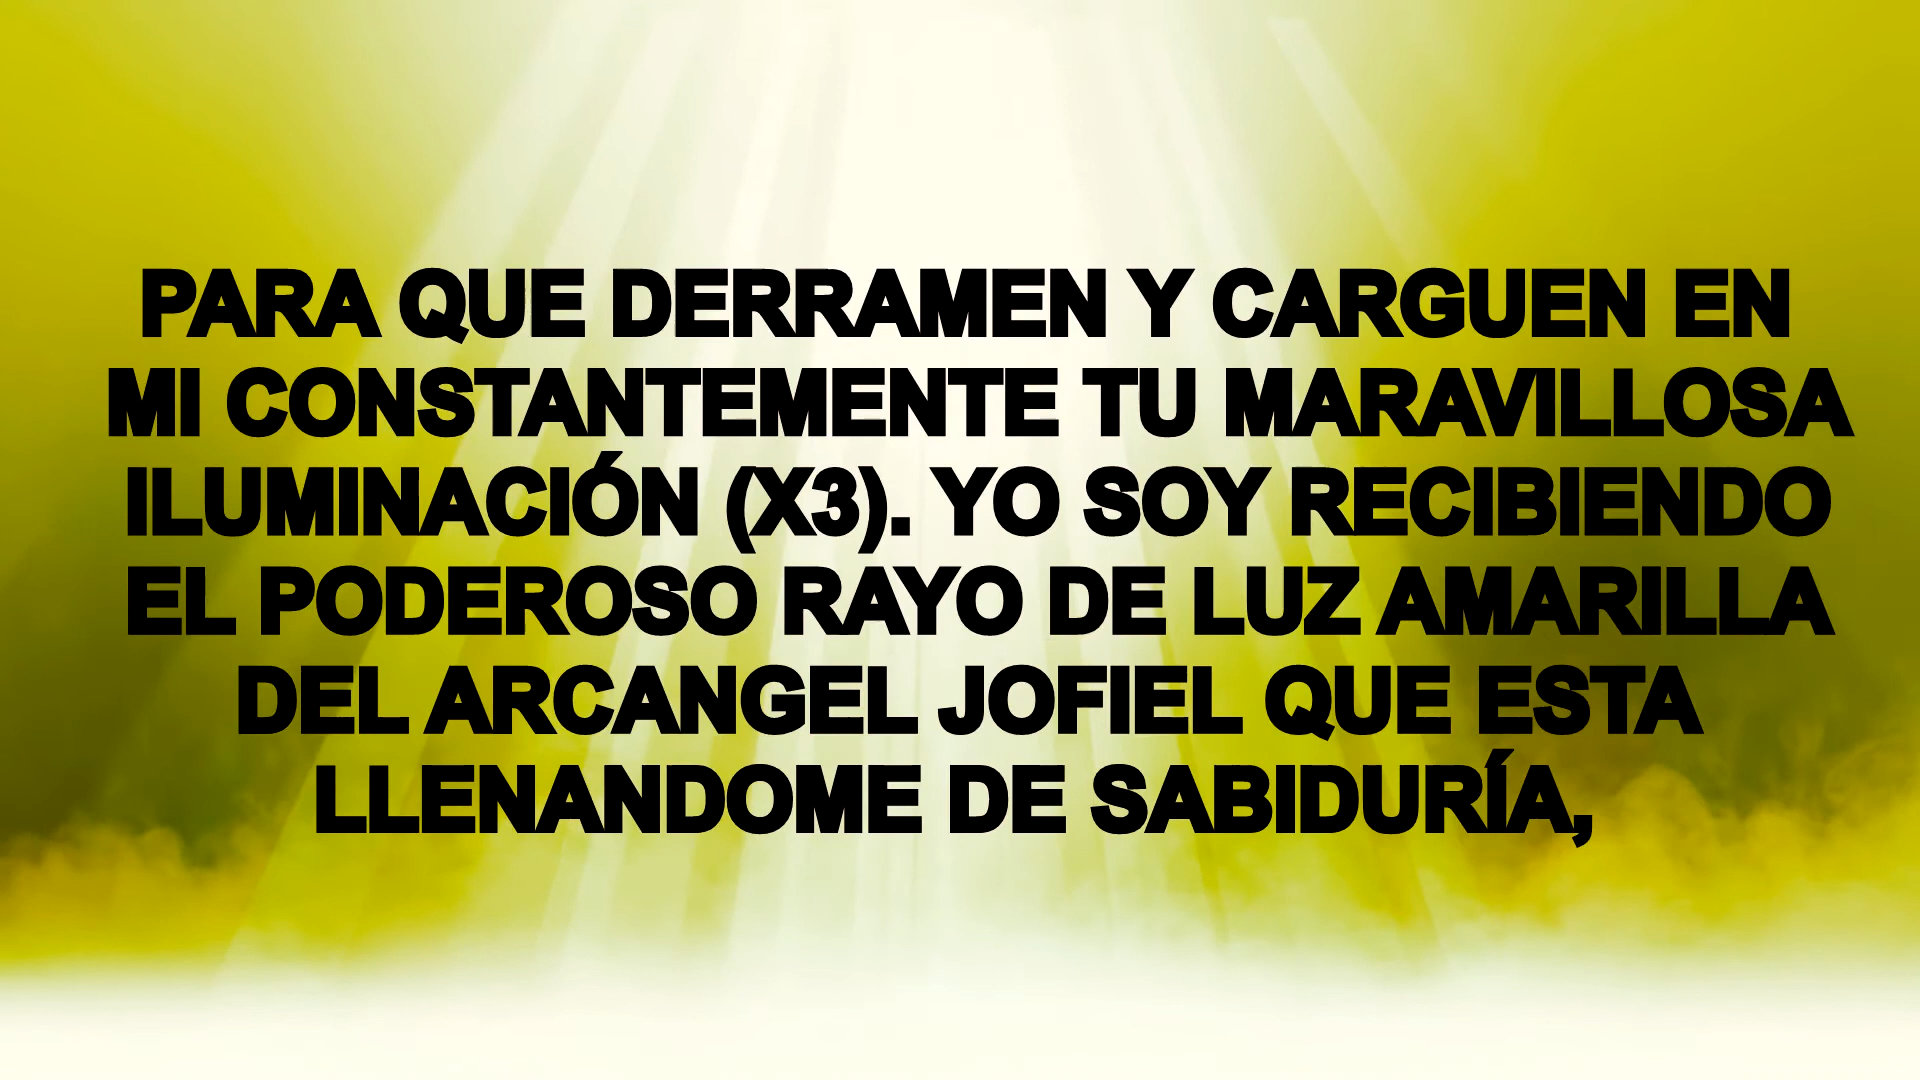 PARA QUE DERRAMEN Y CARGUEN EN
MI CONSTANTEMENTE TU MARAVILLOSA
ILUMINACIÓN (X3). YO SOY RECIBIENDO
EL PODEROSO RAYO DE LUZ AMARILLA
DEL ARCANGEL JOFIEL QUE ESTA
LLENANDOME DE SABIDURÍA,